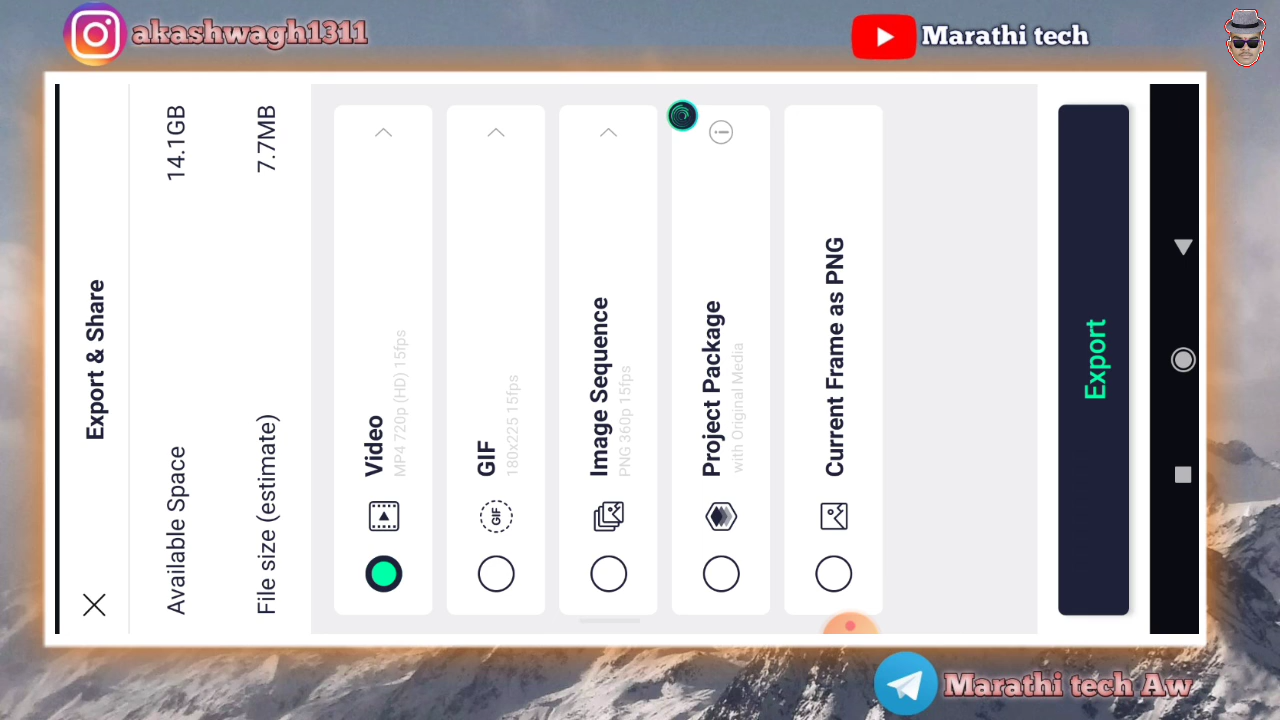 akashwagh1311
Marathi tech
Export & Share
Available Space 14.1GB
File size (estimate) 7.7MB
Video
MP4 720p (HD) 15fps
GIF
GIF
180x225 15fps
Image Sequence
PNG 360p 15fps
Project Package
with Original Media
Current Frame as PNG
Export
Marathi tech Aw